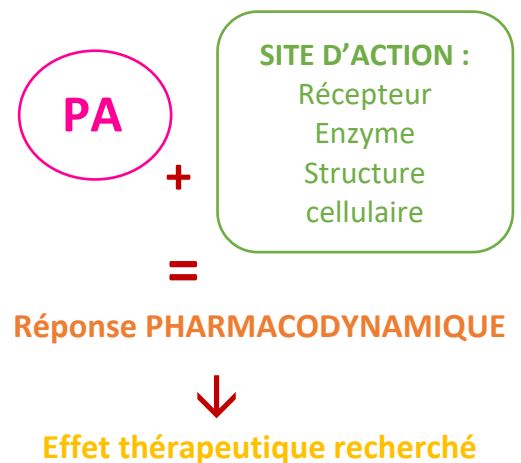 SITE D'ACTION :
PA
Récepteur
Enzyme
Structure
cellulaire
+
=
Réponse PHARMACODYNAMIQUE
↓
Effet thérapeutique recherché